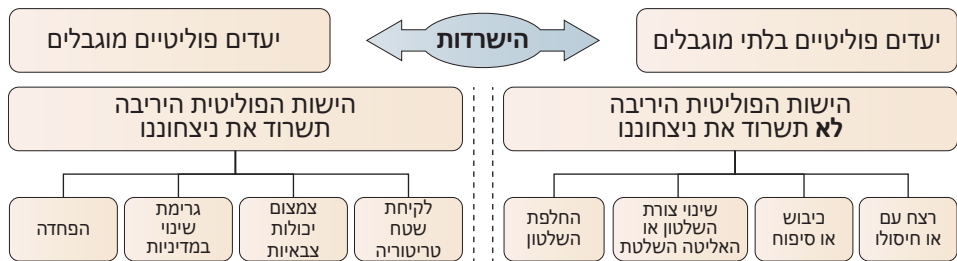 יעדים פוליטיים בלתי מוגבלים
הישרדות
יעדים פוליטיים מוגבלים
הישות הפוליטית היריבה
לא תשרוד את ניצחוננו
הישות הפוליטית היריבה
תשרוד את ניצחוננו
רצח עם
או חיסולו
כיבוש
או סיפוח
שינוי צורת
השלטון או
האליטה השלטת
החלפת
השלטון
לקיחת
שטח
טריטוריה
צמצום
יכולות
צבאיות
גרימת
שינוי
במדיניות
הפחדה